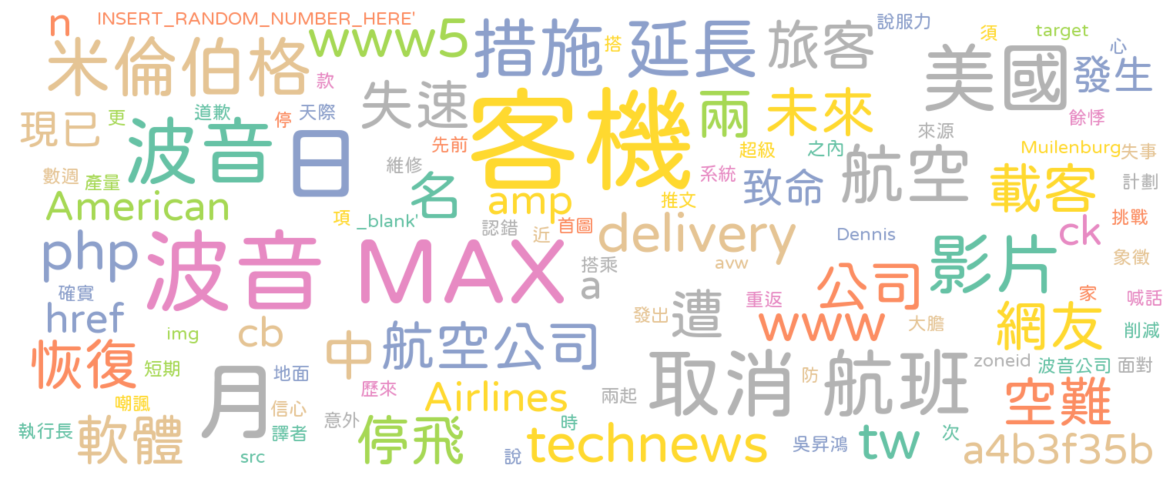 n INSERT_RANDOM_NUMBER_HERE' www5 措施 搭 延長 旅客 說服力 須 target
米倫伯格 款 失速 客機 兩 未來 美國 心 發生
現已 更 道歉 停 天際 先前 超級 之內 來源 餘悸
波音 日 維修 系統 航空 Muilenburg 失事
數週 產量 名 amp 推文 致命 載客 計劃
American 項 _blank' 認錯 近 首圖 delivery Dennis ck 挑戰
php 波音 MAX 搭乘 avw 影片 象徵
確實 a 公司 家 喊話
href img cb 發出 遭 重返 www 大膽 網友 削減
恢復 短期 地面 中 航空公司 取消 航班 zoneid 波音公司 面對
嘲諷 月 信心 歷來 Airlines 兩起 防 空難
執行長 軟體 譯者 意外 停飛 時 technews 吳昇鴻 tw 次 a4b3f35b
src 說